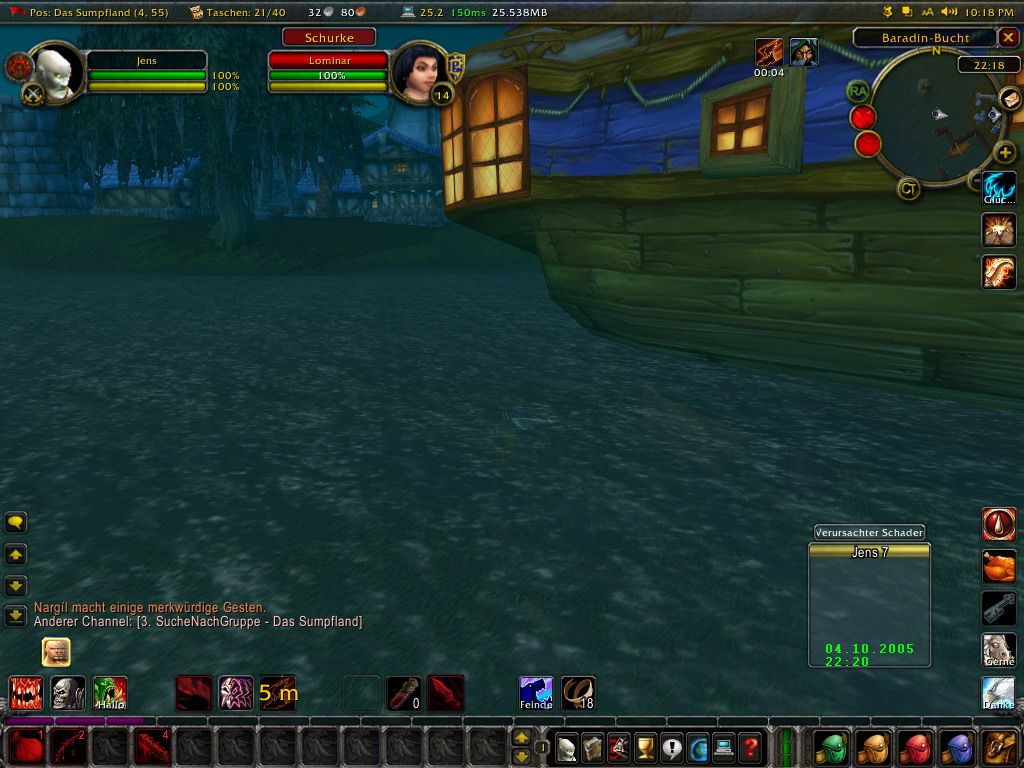 Pos: Das Sumpfland (4, 55) Taschen: 21/40 32 80 25.2 150ms 25.538MB AA 10:18 PM
Schurke
Baradin-Bucht
Jens
Lominar
N
22:18
100%
100%
100%
00:04
14
RA
CT
Verursachter Schaden
Jens 7
Nargil macht einige merkwürdige Gesten.
Anderer Channel: [3. SucheNachGruppe - Das Sumpfland]
04.10.2005
22:20
Gerne
Hallo
5 m
0
Feinde
18
Danke
1 2 4
1